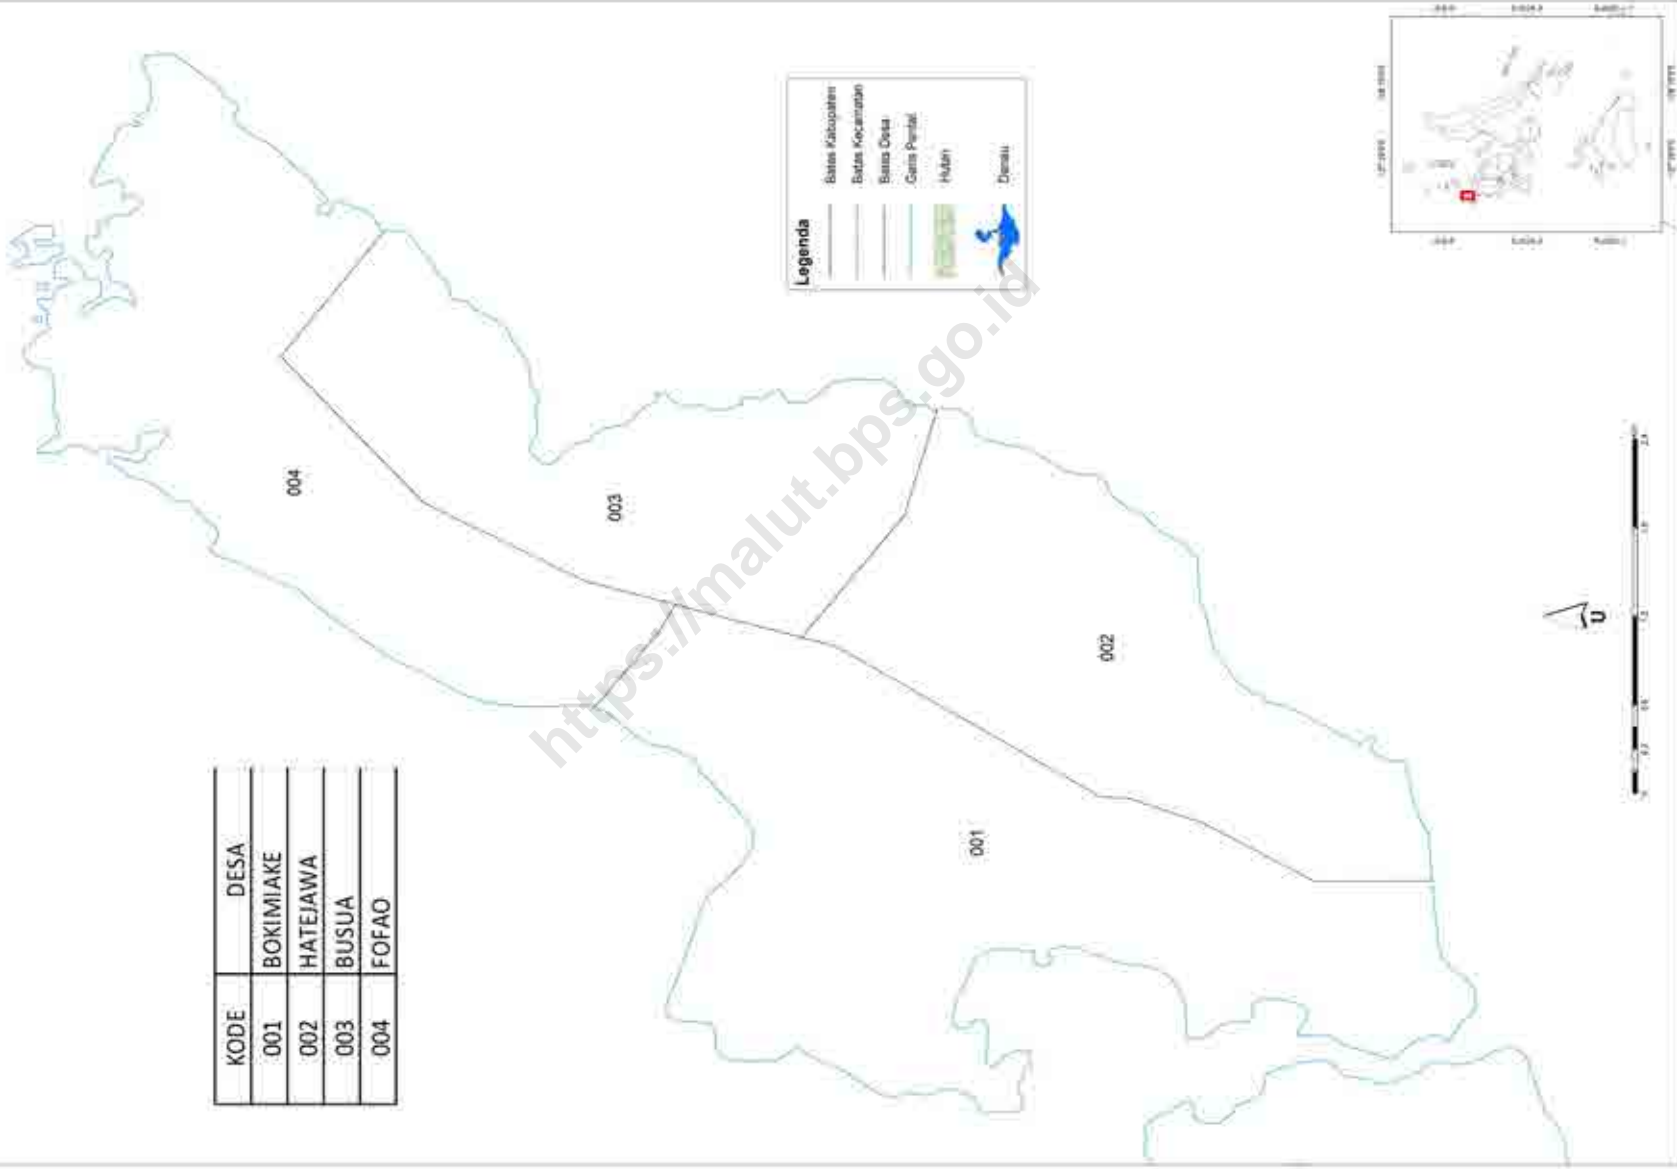 KODE DESA
001 BOKIMIAKE
002 HATEJAWA
003 BUSUA
004 FOFAO
004
003
002
001
Legenda
Batas Kabupaten
Batas Kecamatan
Batas Desa
Garis Pantai
Hutan
Danau
U
https://malut.bps.go.id